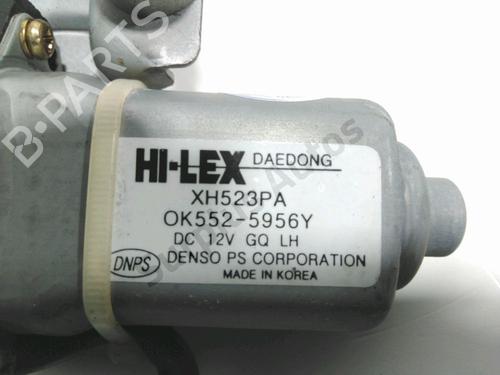 HI-LEX DAEDONG
XH523PA
OK552-5956Y
DC 12V GQ LH
DNPS DENSO PS CORPORATION
MADE IN KOREA
B-PARTS